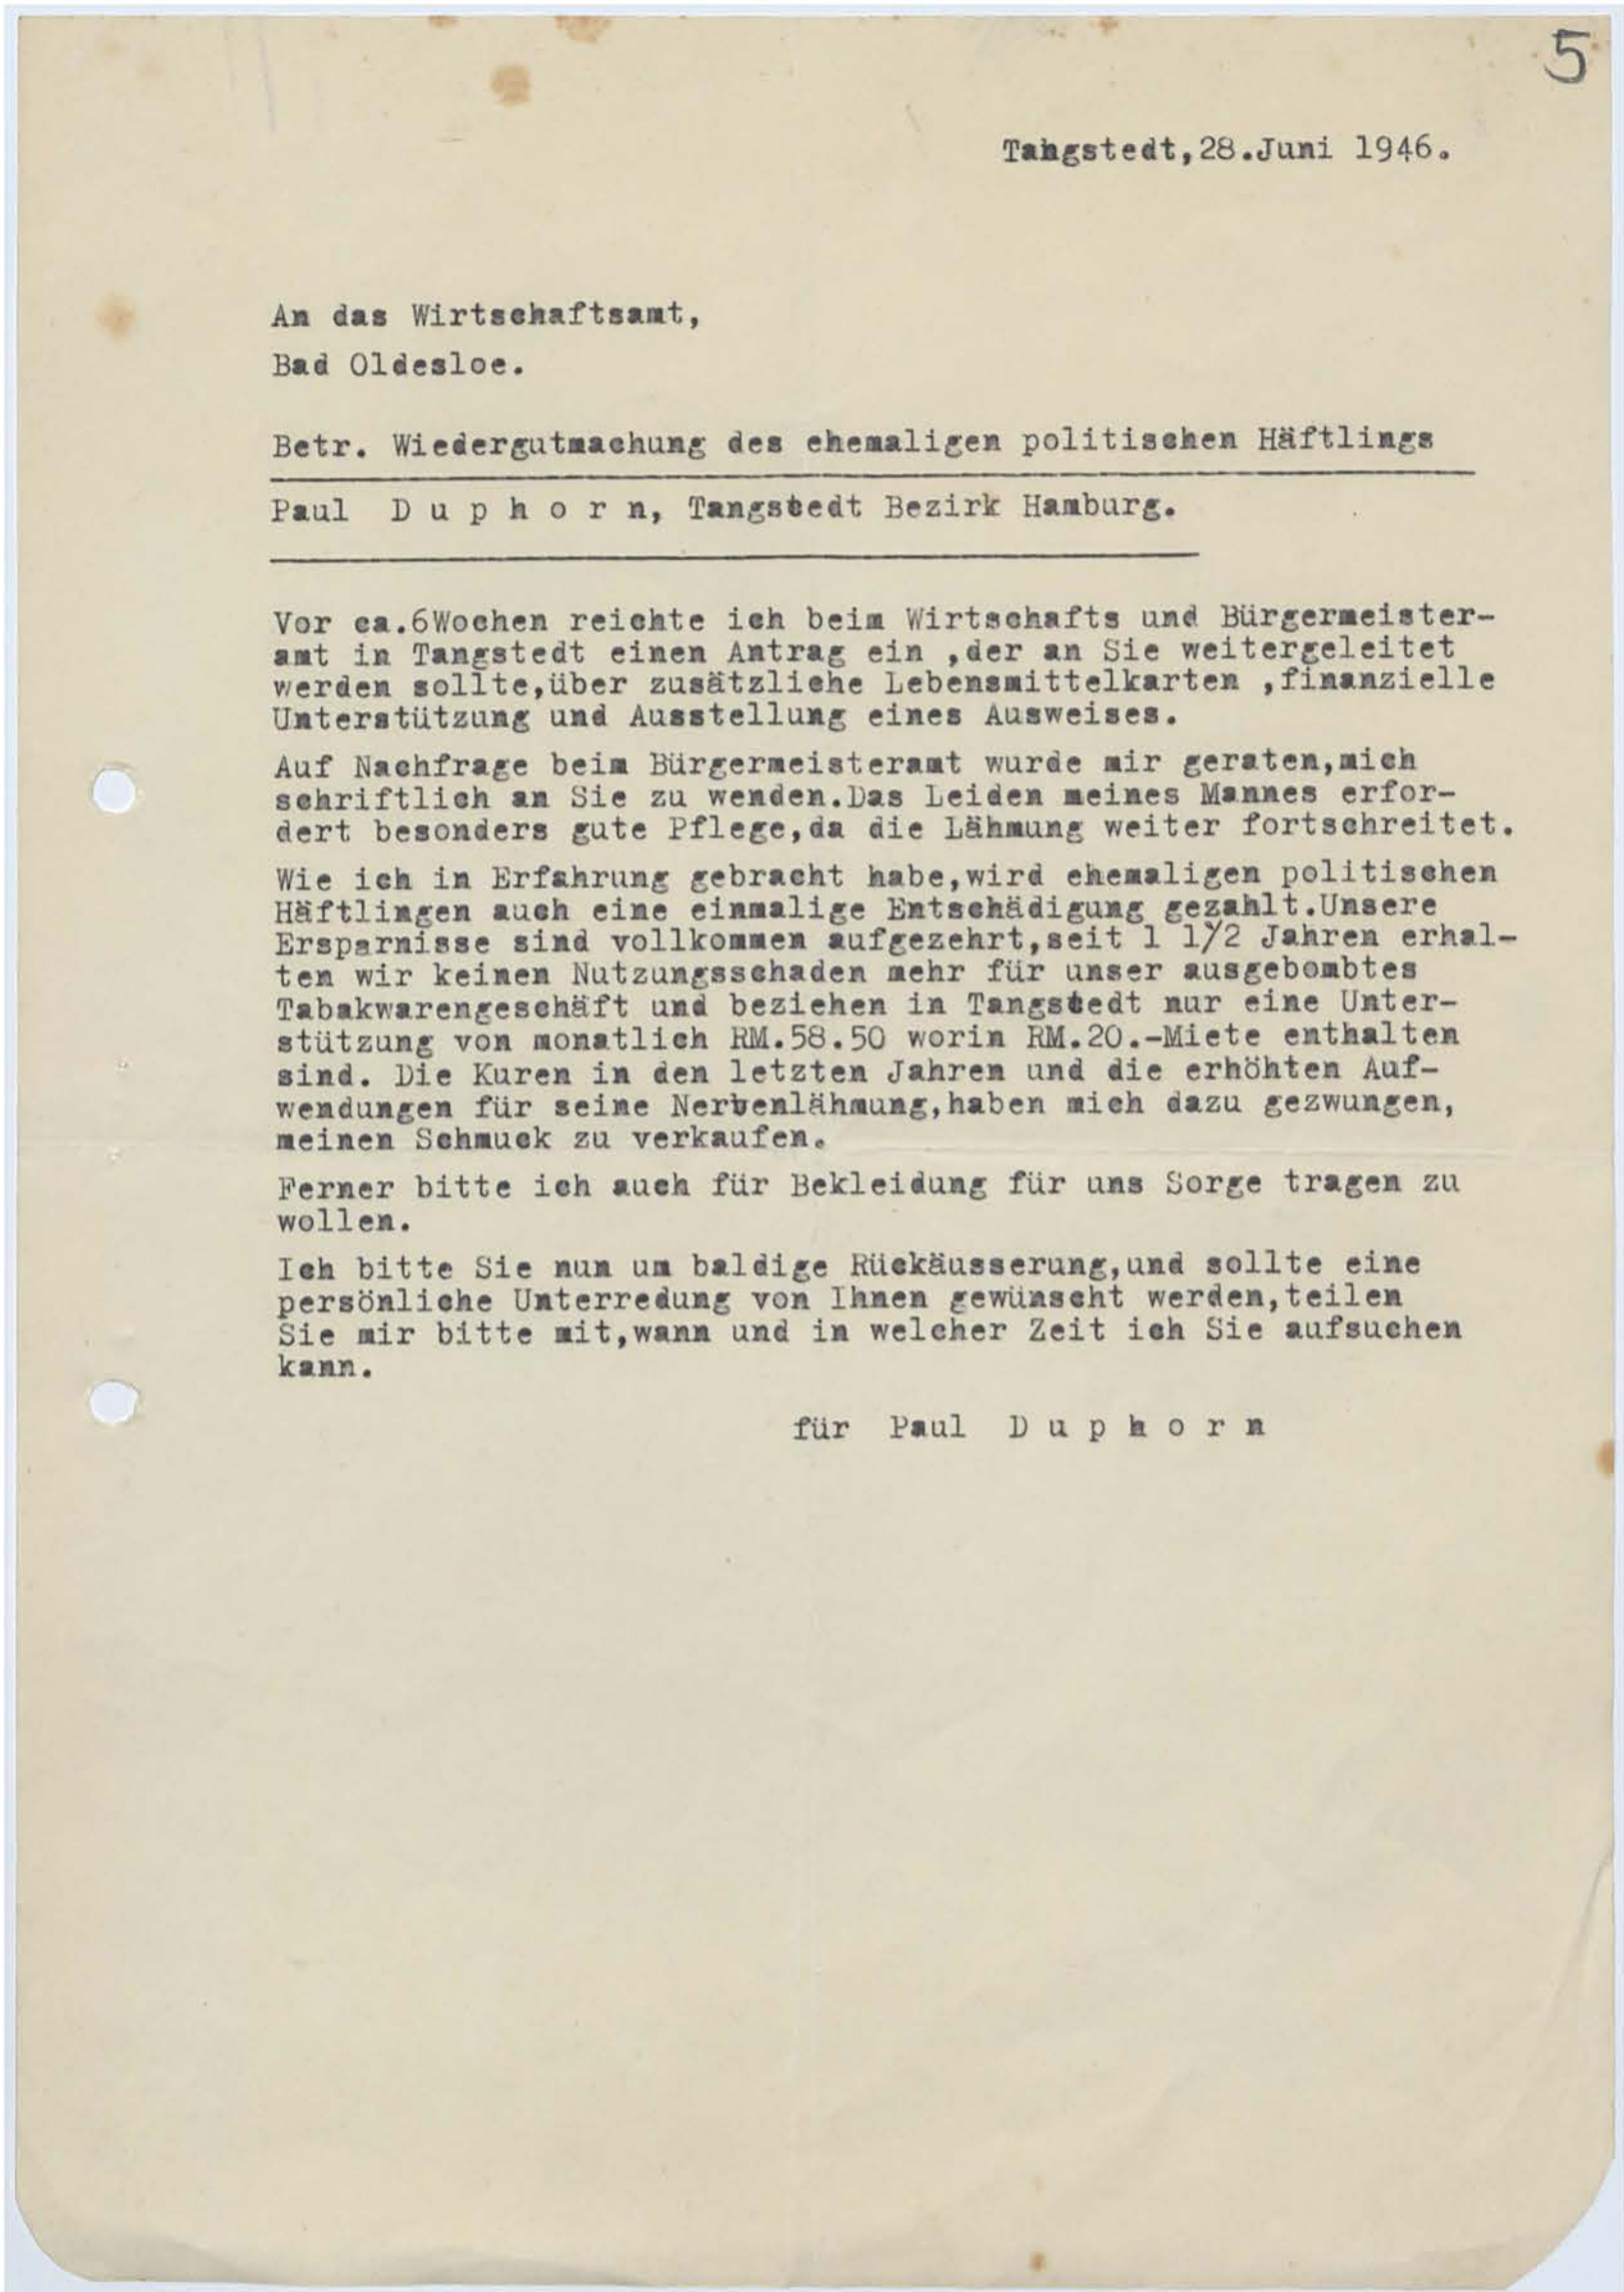 5
Tangstedt,28.Juni 1946.
An das Wirtschaftsamt,
Bad Oldesloe.
Betr. Wiedergutmachung des ehemaligen politischen Häftlings
Paul D u p h o r n, Tangstedt Bezirk Hamburg.
Vor ca.6Wochen reichte ich beim Wirtschafts und Bürgermeister-
amt in Tangstedt einen Antrag ein ,der an Sie weitergeleitet
werden sollte,über zusätzliche Lebensmittelkarten ,finanzielle
Unterstützung und Ausstellung eines Ausweises.
Auf Nachfrage beim Bürgermeisteramt wurde mir geraten,mich
schriftlich an Sie zu wenden.Das Leiden meines Mannes erfor-
dert besonders gute Pflege,da die Lähmung weiter fortschreitet.
Wie ich in Erfahrung gebracht habe,wird ehemaligen politischen
Häftlingen auch eine einmalige Entschädigung gezahlt.Unsere
Ersparnisse sind vollkommen aufgezehrt,seit 1 1/2 Jahren erhal-
ten wir keinen Nutzungsschaden mehr für unser ausgebombtes
Tabakwarengeschäft und beziehen in Tangstedt nur eine Unter-
stützung von monatlich RM.58.50 worin RM.20.-Miete enthalten
sind. Die Kuren in den letzten Jahren und die erhöhten Auf-
wendungen für seine Nervenlähmung,haben mich dazu gezwungen,
meinen Schmuck zu verkaufen.
Ferner bitte ich auch für Bekleidung für uns Sorge tragen zu
wollen.
Ich bitte Sie nun um baldige Rückäusserung,und sollte eine
persönliche Unterredung von Ihnen gewünscht werden,teilen
Sie mir bitte mit,wann und in welcher Zeit ich Sie aufsuchen
kann.
für Paul D u p h o r n